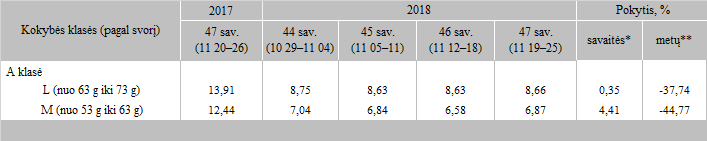 Kokybės klasės (pagal svorį) 2017 2018 Pokytis, %
47 sav. (11 20–26) 44 sav. (10 29–11 04) 45 sav. (11 05–11) 46 sav. (11 12–18) 47 sav. (11 19–25) savaitės* metų**
A klasė
L (nuo 63 g iki 73 g) 13,91 8,75 8,63 8,63 8,66 0,35 -37,74
M (nuo 53 g iki 63 g) 12,44 7,04 6,84 6,58 6,87 4,41 -44,77